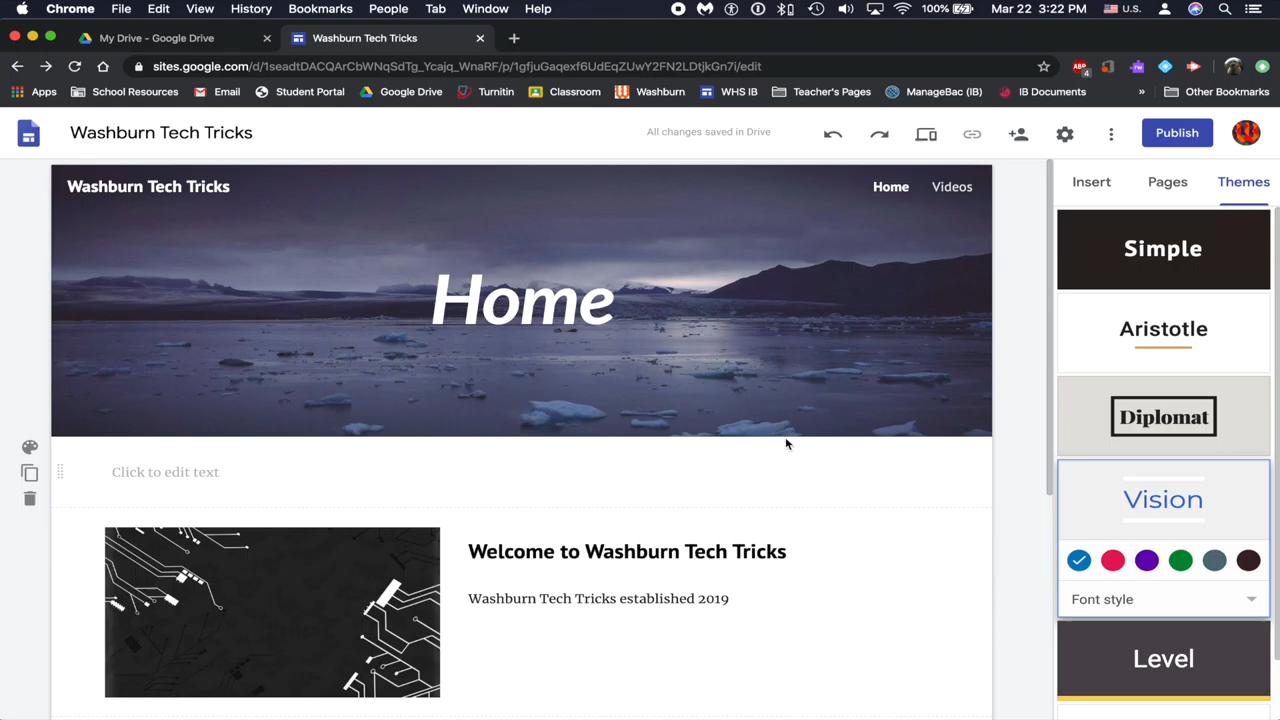 Chrome File Edit View History Bookmarks People Tab Window Help 100% Mar 22 3:22 PM U.S.
My Drive - Google Drive Washburn Tech Tricks
sites.google.com/d/1seadtDACQArCbWNqSdTg_Ycajq_WnaRF/p/1gfjuGaqexf6UdEqZUwY2FN2LDtjkGn7i/edit ABP 4 rw
Apps School Resources Email Student Portal Google Drive Turnitin Classroom Washburn WHS IB Teacher's Pages ManageBac (IB) IB Documents » Other Bookmarks
Washburn Tech Tricks All changes saved in Drive Publish
Insert Pages Themes
Washburn Tech Tricks Home Videos
Home
Click to edit text
Welcome to Washburn Tech Tricks
Washburn Tech Tricks established 2019
Simple
Aristotle
Diplomat
Vision
Font style
Level